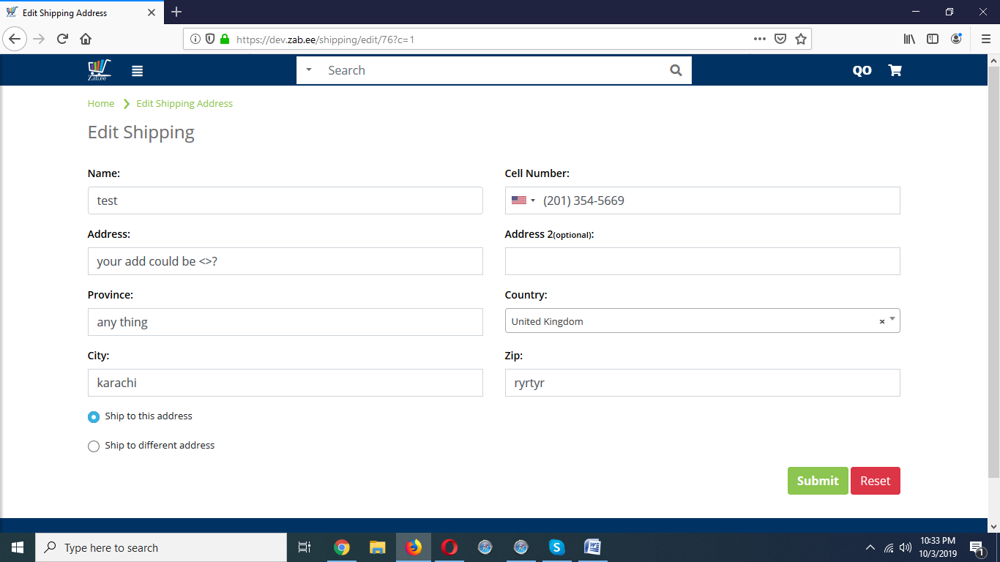 Edit Shipping Address
https://dev.zab.ee/shipping/edit/76?c=1
Zab.ee
Search
QO
Home Edit Shipping Address
Edit Shipping
Name: Cell Number:
test (201) 354-5669
Address: Address 2(optional):
your add could be <>?
Province: Country:
any thing United Kingdom
City: Zip:
karachi ryrtyr
Ship to this address
Ship to different address
Submit Reset
Type here to search
10:33 PM
10/3/2019
1